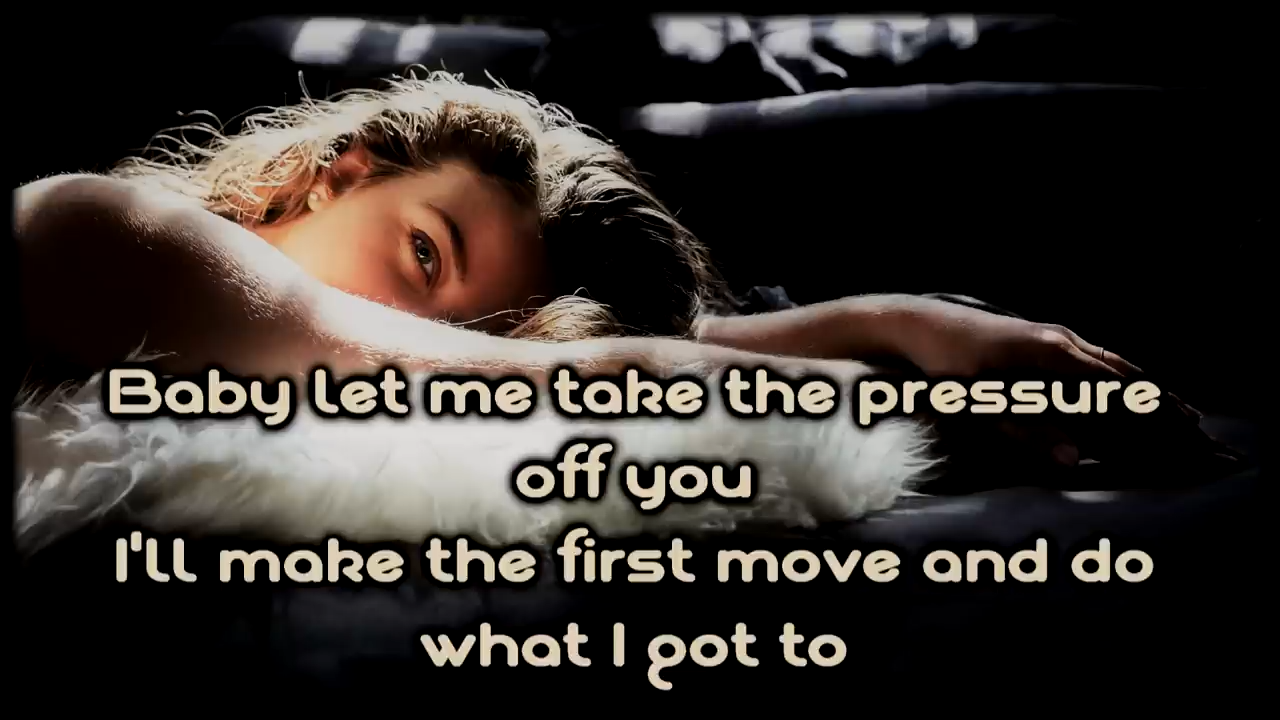 Baby let me take the pressure
off you
I'll make the first move and do
what I got to